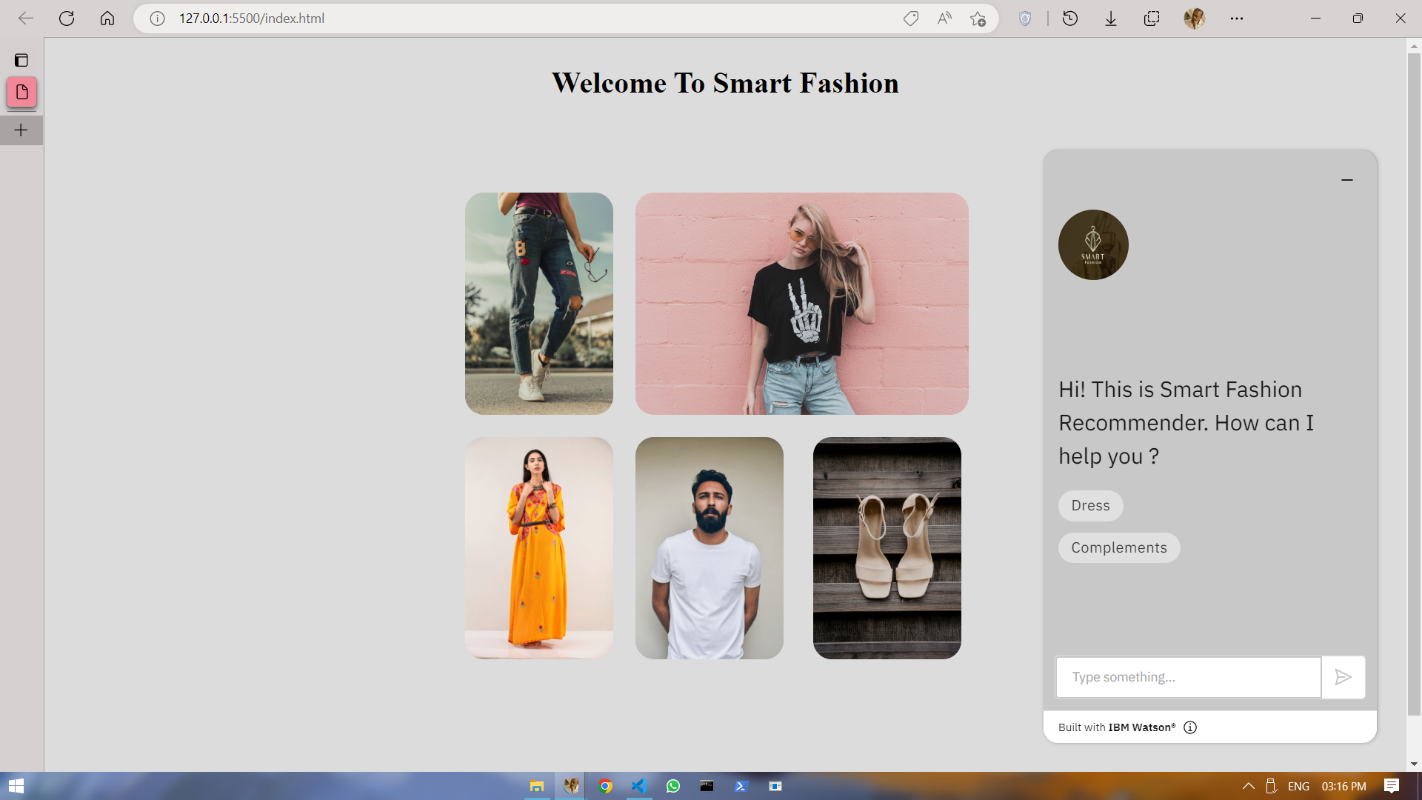 127.0.0.1:5500/index.html
Welcome To Smart Fashion
B
SMART
FASHION
Hi! This is Smart Fashion
Recommender. How can I
help you ?
Dress
Complements
Type something...
Built with IBM Watson®
ENG
03:16 PM